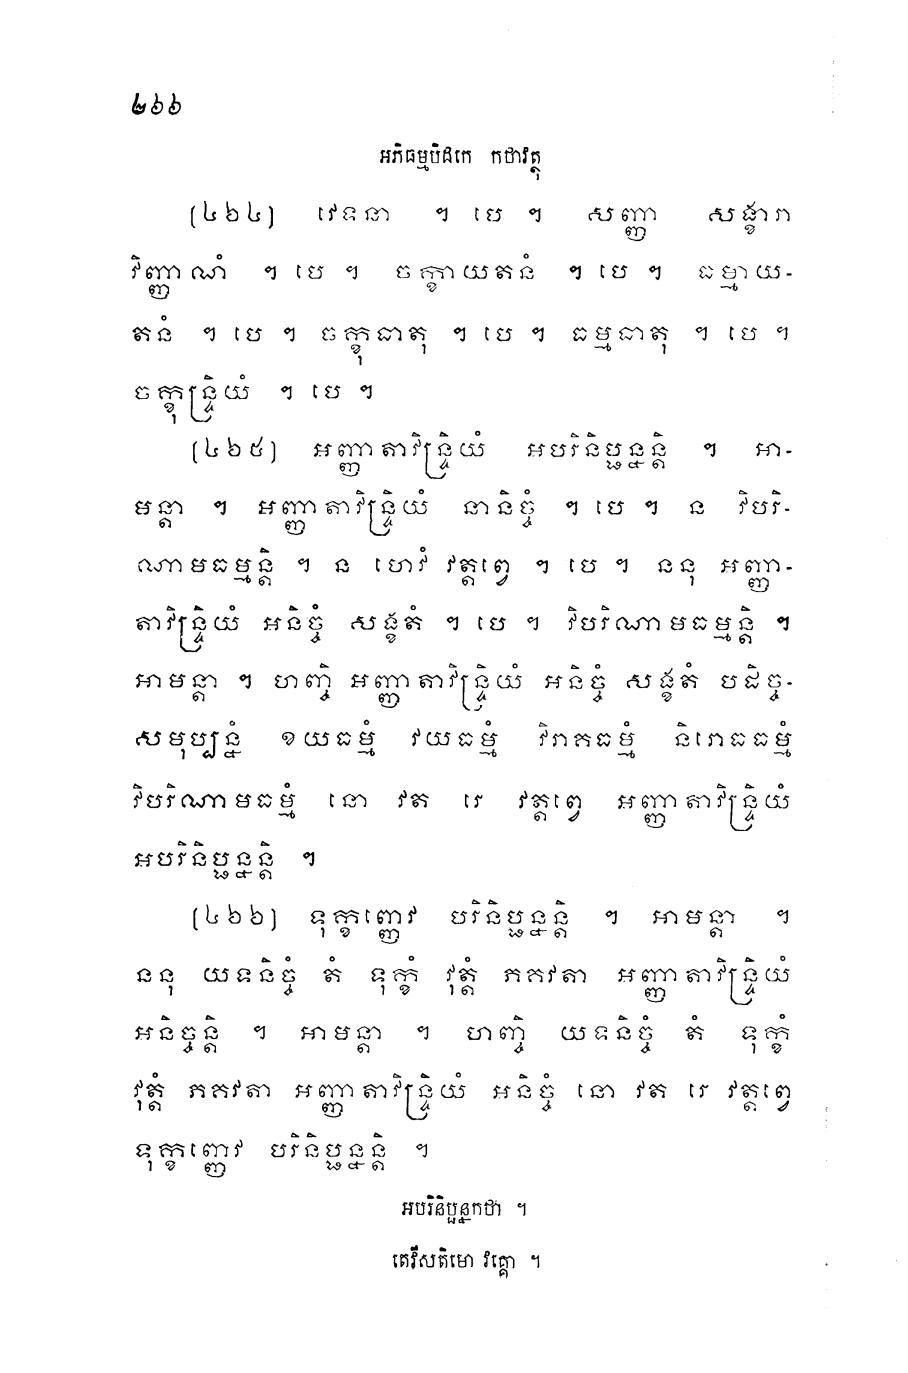 ២៦៦
អភិធម្មបិដកេ កថាវត្ថុ
(៤៦៤) វេទនា ។ បេ ។ សញ្ញា សង្ខារា
វិញ្ញាណំ ។ បេ ។ ចក្ខាយតនំ ។ បេ ។ ធម្មាយ-
តនំ ។ បេ ។ ចក្ខុធាតុ ។ បេ ។ ធម្មធាតុ ។ បេ ។
ចក្ខុន្ទ្រិយំ ។ បេ ។
(៤៦៥) អញ្ញាតាវិន្ទ្រិយំ អបរិនិប្ផន្នន្តិ ។ អា-
មន្តា ។ អញ្ញាតាវិន្ទ្រិយំ នានិច្ចំ ។ បេ ។ ន វិបរិ-
ណាមធម្មន្តិ ។ ន ហេវំ វត្តព្វេ ។ បេ ។ ននុ អញ្ញា-
តាវិន្ទ្រិយំ អនិច្ចំ សង្ខតំ ។ បេ ។ វិបរិណាមធម្មន្តិ ។
អាមន្តា ។ ហញ្ចិ អញ្ញាតាវិន្ទ្រិយំ អនិច្ចំ សង្ខតំ បដិច្ច-
សមុប្បន្នំ ខយធម្មំ វយធម្មំ វិរាគធម្មំ និរោធធម្មំ
វិបរិណាមធម្មំ នោ វត រេ វត្តព្វេ អញ្ញាតាវិន្ទ្រិយំ
អបរិនិប្ផន្នន្តិ ។
(៤៦៦) ទុក្ខញ្ញេវ បរិនិប្ផន្នន្តិ ។ អាមន្តា ។
ននុ យទនិច្ចំ តំ ទុក្ខំ វុត្តំ ភគវតា អញ្ញាតាវិន្ទ្រិយំ
អនិច្ចន្តិ ។ អាមន្តា ។ ហញ្ចិ យទនិច្ចំ តំ ទុក្ខំ
វុត្តំ ភគវតា អញ្ញាតាវិន្ទ្រិយំ អនិច្ចំ នោ វត រេ វត្តព្វេ
ទុក្ខញ្ញេវ បរិនិប្ផន្នន្តិ ។
អបរិនិប្ផន្នកថា ។
តេវីសតិមោ វគ្គោ ។